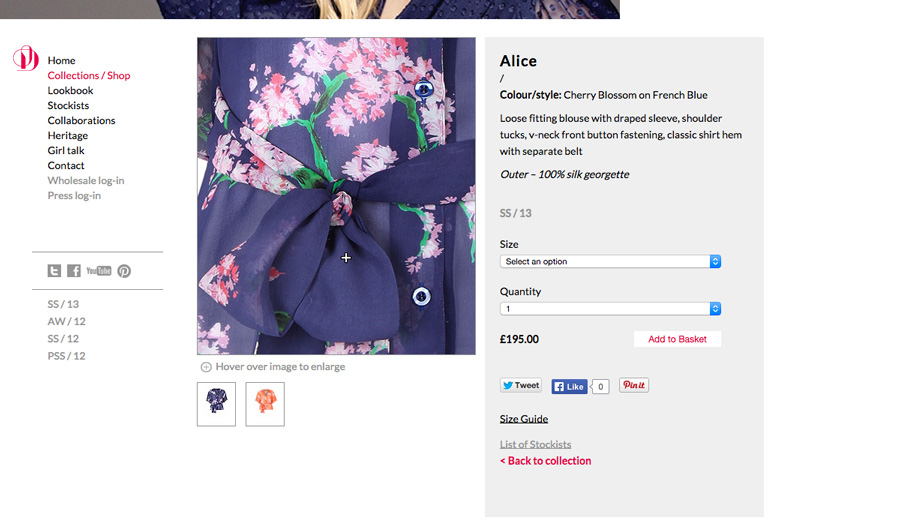 Home
Collections / Shop
Lookbook
Stockists
Collaborations
Heritage
Girl talk
Contact
Wholesale log-in
Press log-in
You Tube
SS / 13
AW / 12
SS / 12
PSS / 12
Hover over image to enlarge
Alice
/
Colour/style: Cherry Blossom on French Blue
Loose fitting blouse with draped sleeve, shoulder
tucks, v-neck front button fastening, classic shirt hem
with separate belt
Outer – 100% silk georgette
SS / 13
Size
Select an option
Quantity
1
£195.00 Add to Basket
Tweet Like 0 Pin it
Size Guide
List of Stockists
< Back to collection